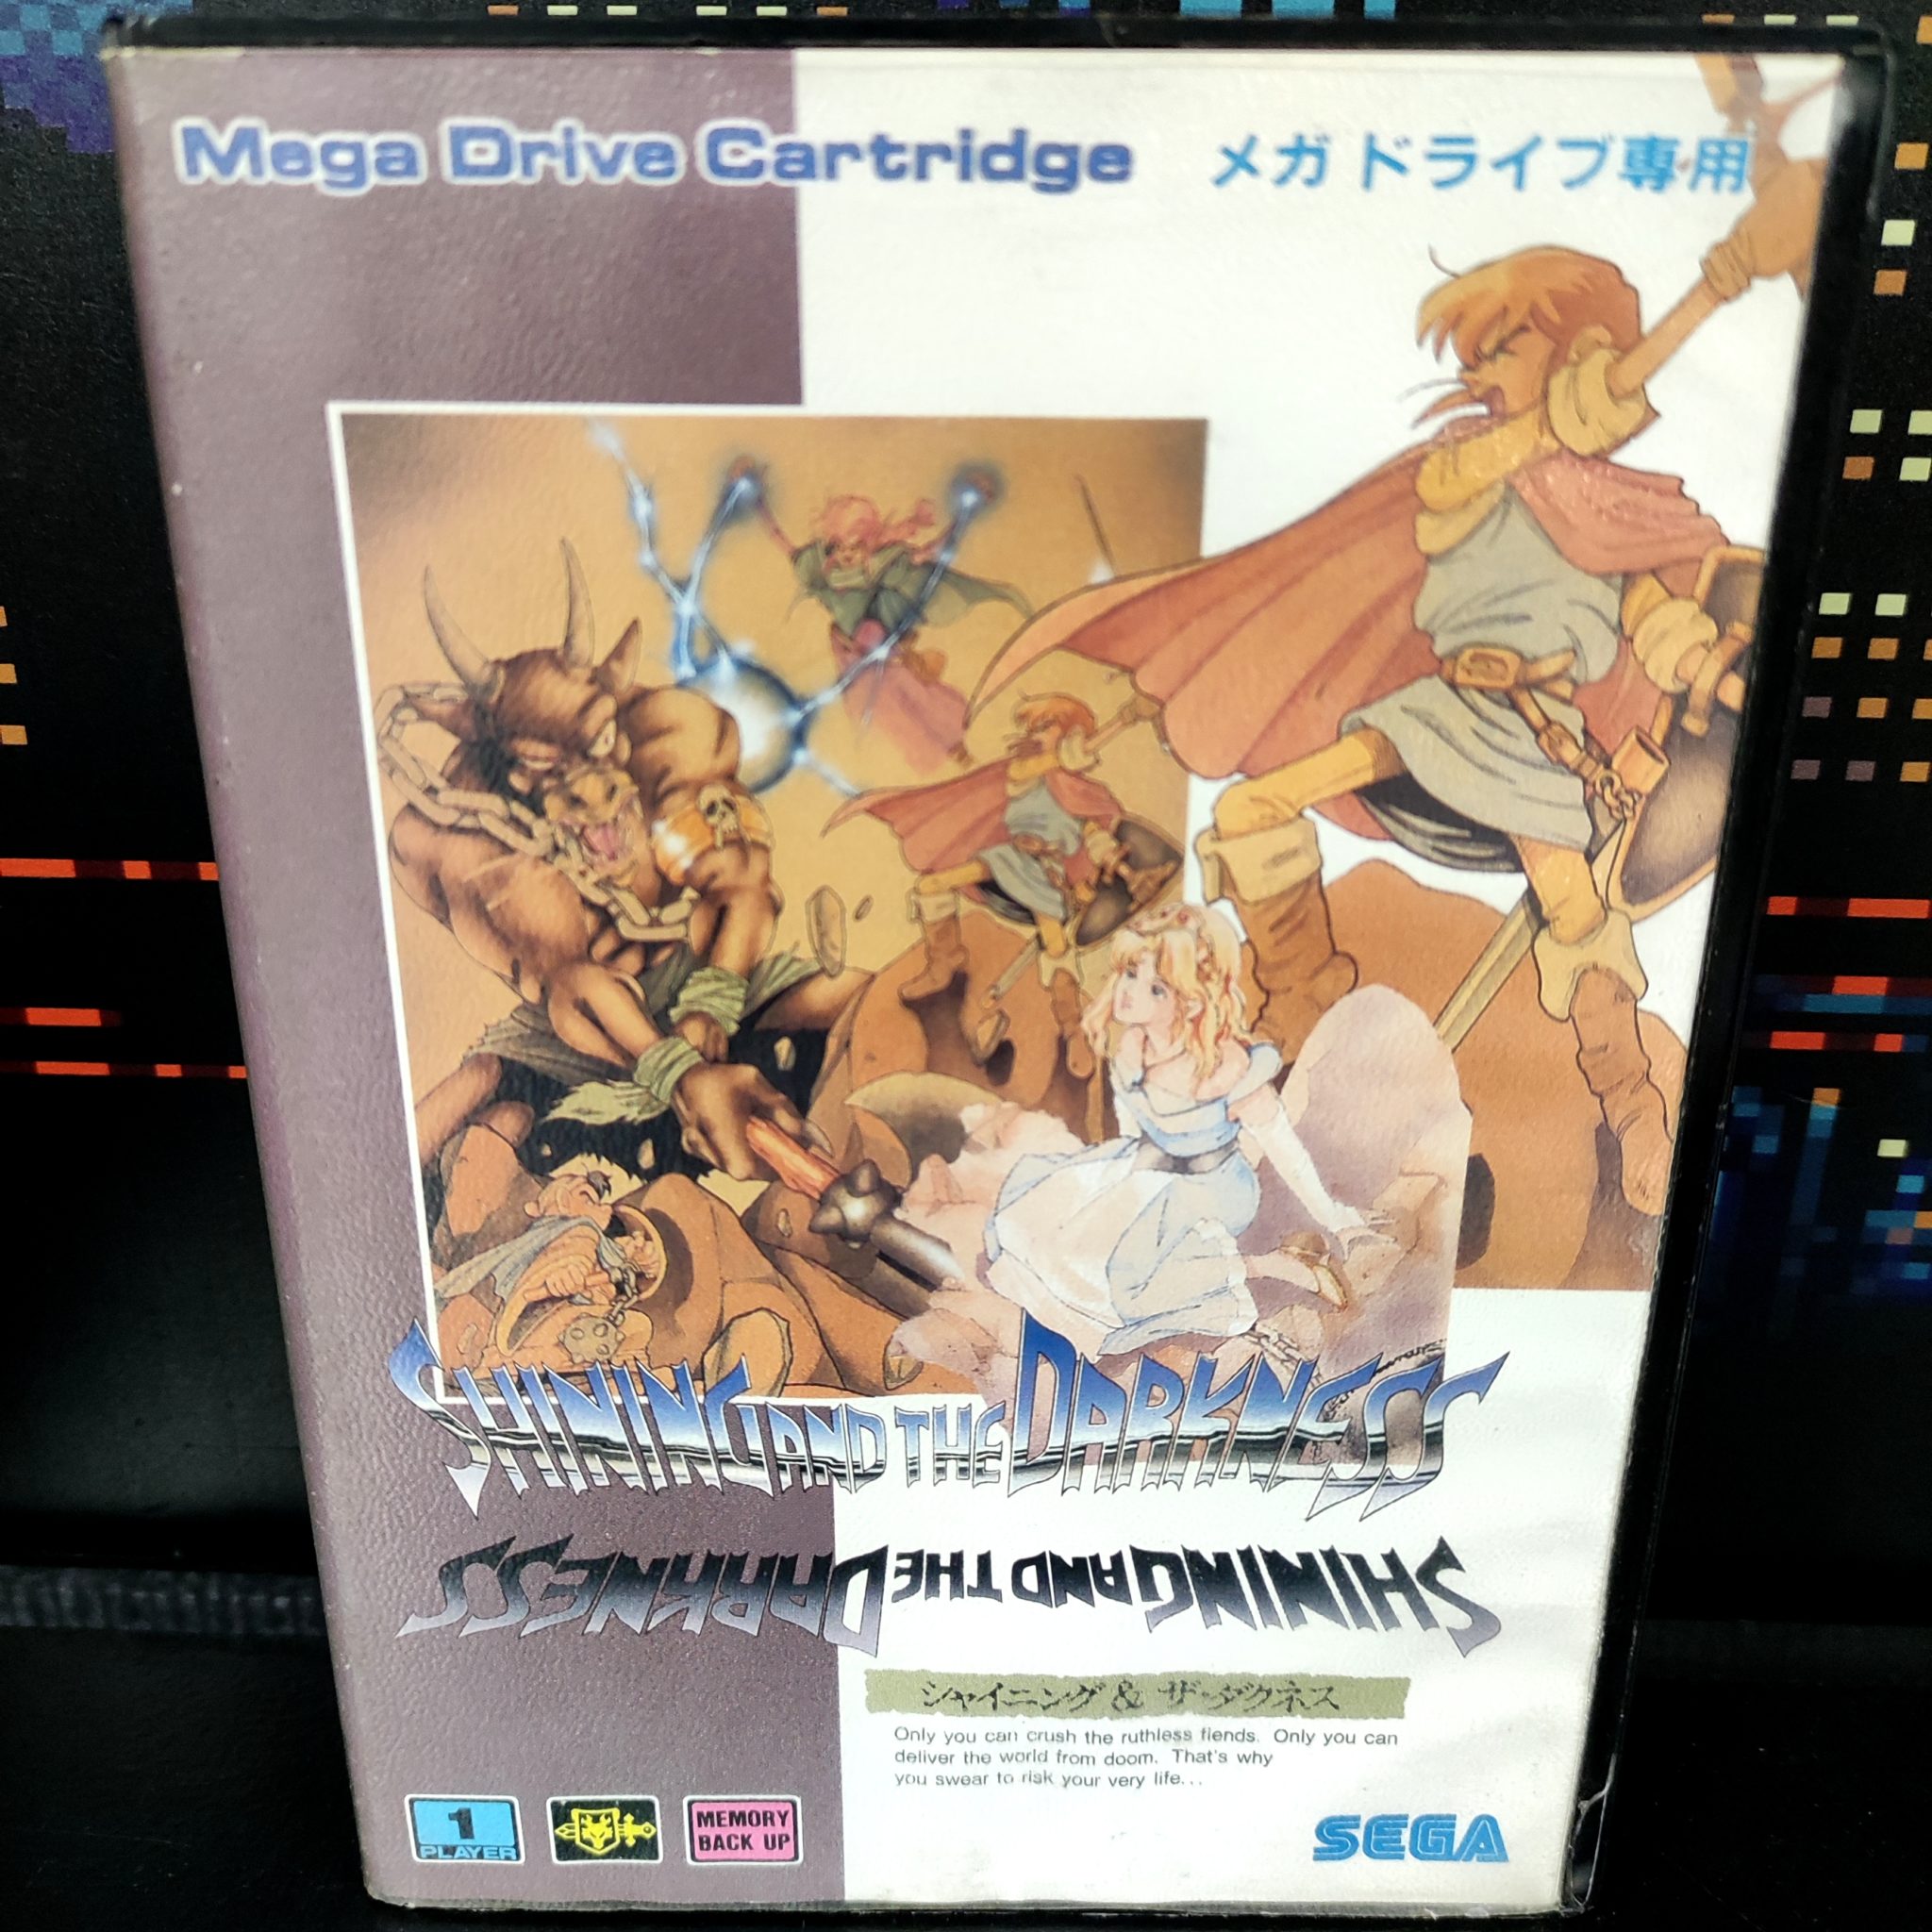 Mega Drive Cartridge メガドライブ専用
SHINING AND THE DARKNESS
SHINING AND THE DARKNESS
シャイニング&ザ・ダクネス
Only you can crush the ruthless fiends. Only you can
deliver the world from doom. That's why
you swear to risk your very life...
1
PLAYER
MEMORY
BACK UP
SEGA